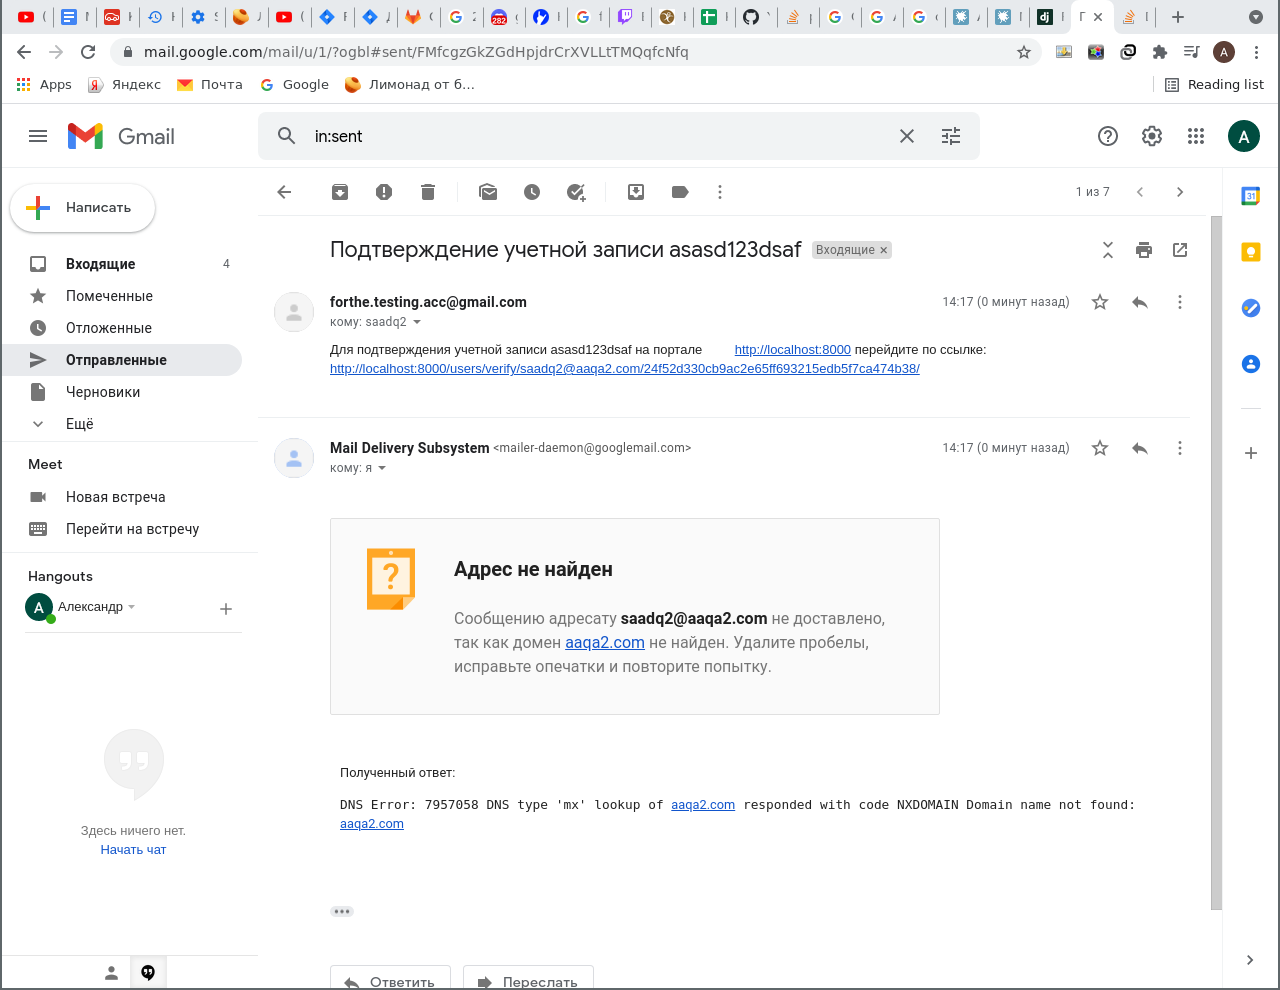 mail.google.com/mail/u/1/?ogbl#sent/FMfcgzGkZGdHpjdrCrXVLLtTMQqfcNfq
A
Apps
Яндекс
Почта
Google
Лимонад от б...
Reading list
Gmail
in:sent
A
Написать
1 из 7
31
Подтверждение учетной записи asasd123dsaf
Входящие ×
Входящие
4
Помеченные
Отложенные
Отправленные
Черновики
Ещё
forthe.testing.acc@gmail.com
14:17 (0 минут назад)
кому: saadq2
Для подтверждения учетной записи asasd123dsaf на портале http://localhost:8000 перейдите по ссылке:
http://localhost:8000/users/verify/saadq2@aaqa2.com/24f52d330cb9ac2e65ff693215edb5f7ca474b38/
Meet
Новая встреча
Перейти на встречу
Mail Delivery Subsystem <mailer-daemon@googlemail.com>
14:17 (0 минут назад)
кому: я
Hangouts
A
Александр
Адрес не найден
Сообщению адресату saadq2@aaqa2.com не доставлено,
так как домен aaqa2.com не найден. Удалите пробелы,
исправьте опечатки и повторите попытку.
Полученный ответ:
DNS Error: 7957058 DNS type 'mx' lookup of aaqa2.com responded with code NXDOMAIN Domain name not found:
aaqa2.com
Здесь ничего нет.
Начать чат
Ответить
Переслать